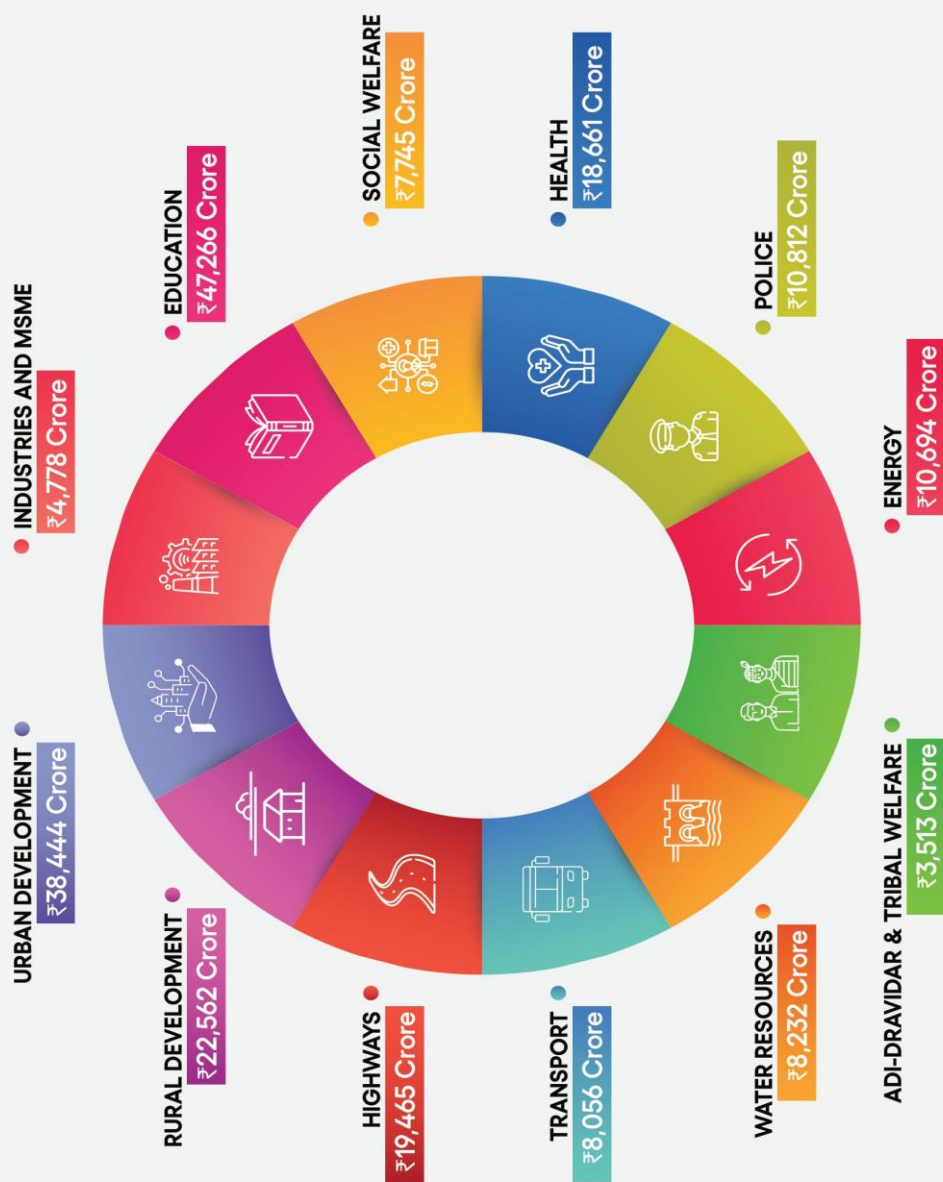 URBAN DEVELOPMENT
₹38,444 Crore
INDUSTRIES AND MSME
₹4,778 Crore
RURAL DEVELOPMENT
₹22,562 Crore
EDUCATION
₹47,266 Crore
HIGHWAYS
₹19,465 Crore
SOCIAL WELFARE
₹7,745 Crore
TRANSPORT
₹8,056 Crore
HEALTH
₹18,661 Crore
WATER RESOURCES
₹8,232 Crore
POLICE
₹10,812 Crore
ADI-DRAVIDAR & TRIBAL WELFARE
₹3,513 Crore
ENERGY
₹10,694 Crore